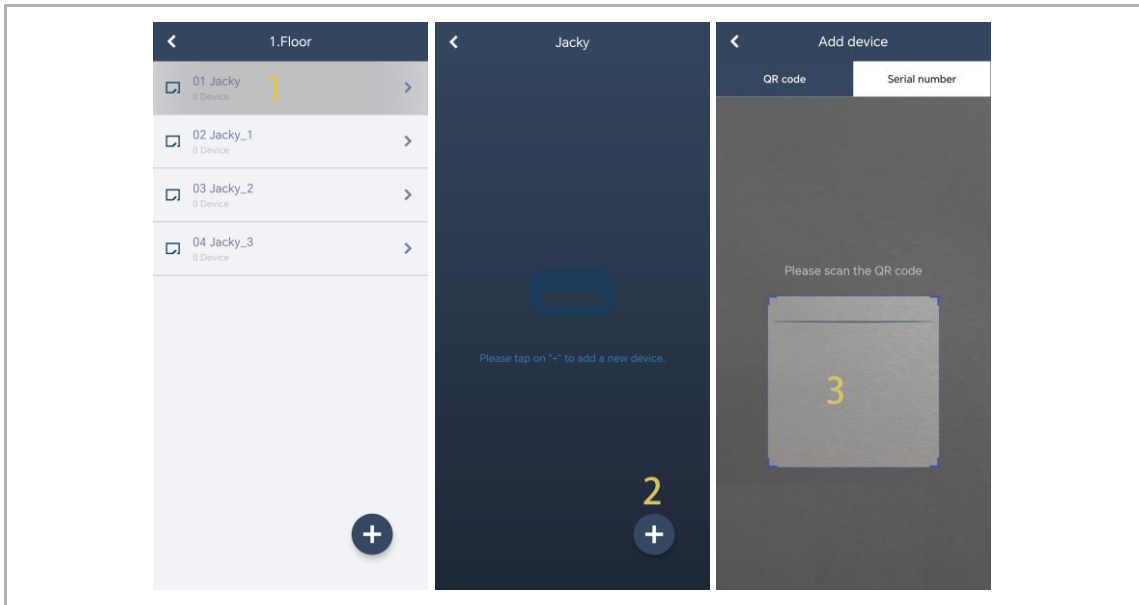 1.Floor
01 Jacky
0 Device
1
02 Jacky_1
0 Device
03 Jacky_2
0 Device
04 Jacky_3
0 Device
+
Jacky
Please tap on "+" to add a new device.
2
+
Add device
QR code
Serial number
Please scan the QR code
3